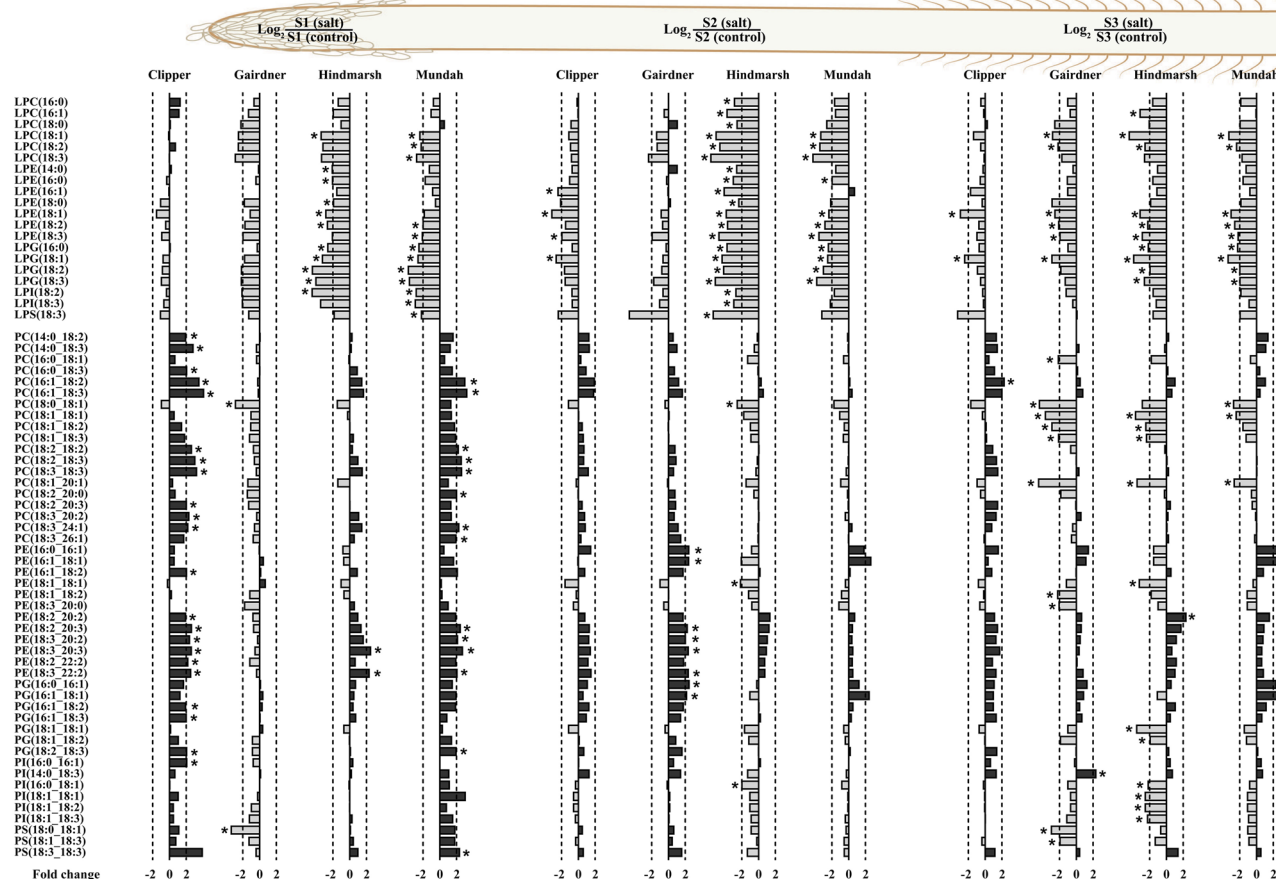 Log₂ S1 (salt) / S1 (control)
Log₂ S2 (salt) / S2 (control)
Log₂ S3 (salt) / S3 (control)
Clipper Gairdner Hindmarsh Mundah Clipper Gairdner Hindmarsh Mundah Clipper Gairdner Hindmarsh Mundah
LPC(16:0)
LPC(16:1)
LPC(18:0)
LPC(18:1)
LPC(18:2)
LPC(18:3)
LPE(14:0)
LPE(16:0)
LPE(16:1)
LPE(18:0)
LPE(18:1)
LPE(18:2)
LPE(18:3)
LPG(16:0)
LPG(18:1)
LPG(18:2)
LPG(18:3)
LPI(18:2)
LPI(18:3)
LPS(18:3)
PC(14:0_18:2)
PC(14:0_18:3)
PC(16:0_18:1)
PC(16:0_18:3)
PC(16:1_18:2)
PC(16:1_18:3)
PC(18:0_18:1)
PC(18:1_18:1)
PC(18:1_18:2)
PC(18:1_18:3)
PC(18:2_18:2)
PC(18:2_18:3)
PC(18:3_18:3)
PC(18:1_20:1)
PC(18:2_20:0)
PC(18:2_20:3)
PC(18:3_20:2)
PC(18:3_24:1)
PC(18:3_26:1)
PE(16:0_16:1)
PE(16:1_18:1)
PE(16:1_18:2)
PE(18:1_18:1)
PE(18:1_18:2)
PE(18:3_20:0)
PE(18:2_20:2)
PE(18:2_20:3)
PE(18:3_20:2)
PE(18:3_20:3)
PE(18:2_22:2)
PE(18:3_22:2)
PG(16:0_16:1)
PG(16:1_18:1)
PG(16:1_18:2)
PG(16:1_18:3)
PG(18:1_18:1)
PG(18:1_18:2)
PG(18:2_18:3)
PI(16:0_16:1)
PI(14:0_18:3)
PI(16:0_18:1)
PI(18:1_18:1)
PI(18:1_18:2)
PI(18:1_18:3)
PS(18:0_18:1)
PS(18:1_18:3)
PS(18:3_18:3)
Fold change -2 0 2 -2 0 2 -2 0 2 -2 0 2 -2 0 2 -2 0 2 -2 0 2 -2 0 2 -2 0 2 -2 0 2 -2 0 2 -2 0 2